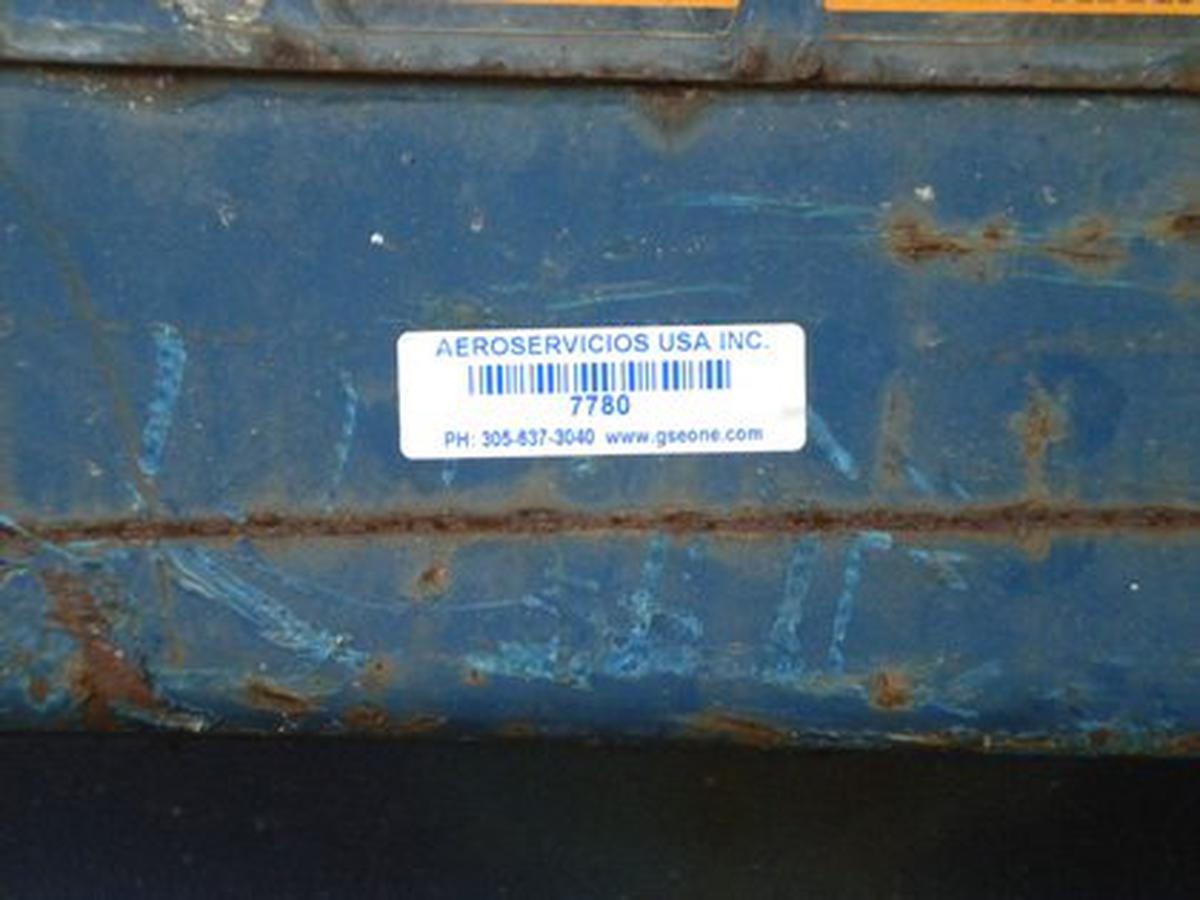 AEROSERVICIOS USA INC.
7780
PH: 305-637-3040 www.gseone.com